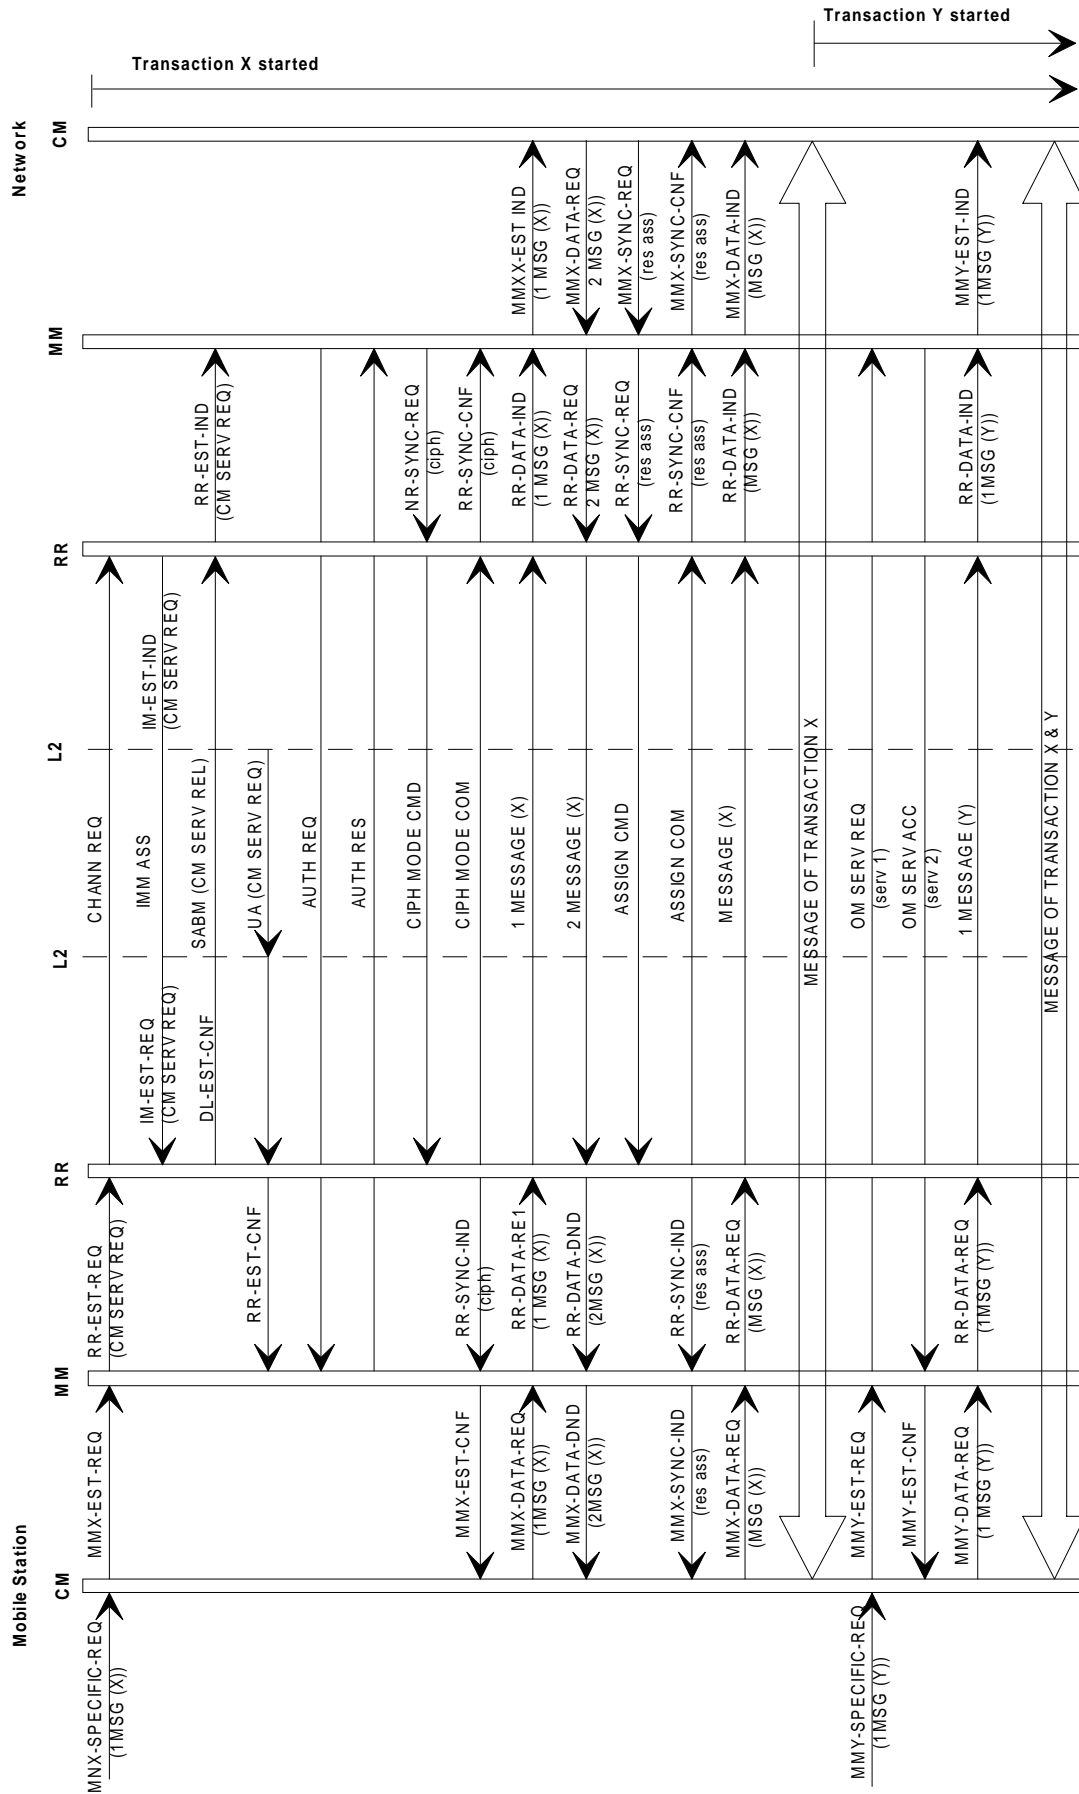 Transaction Y started
Transaction X started
Mobile Station
Network
CM
MM
RR
L2
L2
RR
MM
CM
MNX-SPECIFIC-REQ
(1MSG (X))
MMX-EST-REQ
RR-EST-REQ
(CM SERV REQ)
CHANN REQ
IM-EST-REQ
(CM SERV REQ)
IMM ASS
IM-EST-IND
(CM SERV REQ)
DL-EST-CNF
SABM (CM SERV REL)
RR-EST-IND
(CM SERV REQ)
RR-EST-CNF
UA (CM SERV REQ)
AUTH REQ
AUTH RES
CIPH MODE CMD
NR-SYNC-REQ
(ciph)
MMX-EST-CNF
RR-SYNC-IND
(ciph)
CIPH MODE COM
RR-SYNC-CNF
(ciph)
MMX-DATA-REQ
(1MSG (X))
RR-DATA-RE1
(1 MSG (X))
1 MESSAGE (X)
RR-DATA-IND
(1 MSG (X))
MMXX-EST IND
(1 MSG (X))
MMX-DATA-DND
(2MSG (X))
RR-DATA-DND
(2MSG (X))
2 MESSAGE (X)
RR-DATA-REQ
2 MSG (X))
MMX-DATA-REQ
2 MSG (X))
ASSIGN CMD
RR-SYNC-REQ
(res ass)
MMX-SYNC-REQ
(res ass)
MMX-SYNC-IND
(res ass)
RR-SYNC-IND
(res ass)
ASSIGN COM
RR-SYNC-CNF
(res ass)
MMX-SYNC-CNF
(res ass)
MMX-DATA-REQ
(MSG (X))
RR-DATA-REQ
(MSG (X))
MESSAGE (X)
RR-DATA-IND
(MSG (X))
MMX-DATA-IND
(MSG (X))
MESSAGE OF TRANSACTION X
MMY-SPECIFIC-REQ
(1MSG (Y))
MMY-EST-REQ
OM SERV REQ
(serv 1)
MMY-EST-CNF
OM SERV ACC
(serv 2)
MMY-DATA-REQ
(1 MSG (Y))
RR-DATA-REQ
(1MSG (Y))
1 MESSAGE (Y)
RR-DATA-IND
(1MSG (Y))
MMY-EST-IND
(1MSG (Y))
MESSAGE OF TRANSACTION X & Y